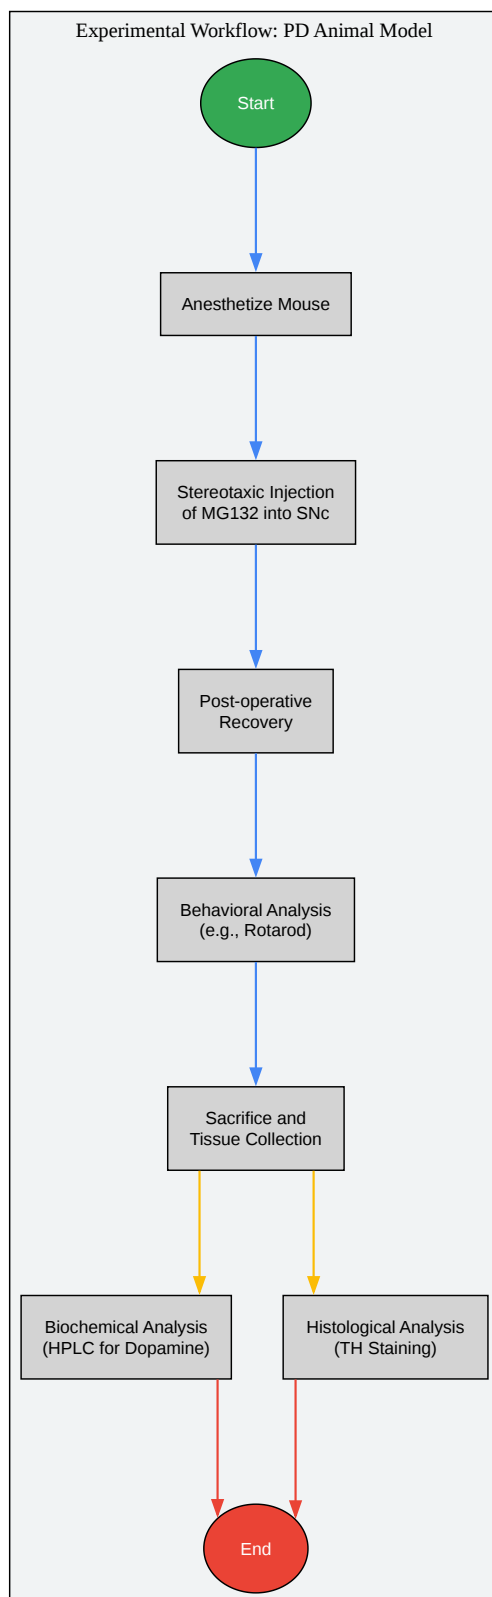 Experimental Workflow: PD Animal Model
Start
Anesthetize Mouse
Stereotaxic Injection
of MG132 into SNc
Post-operative
Recovery
Behavioral Analysis
(e.g., Rotarod)
Sacrifice and
Tissue Collection
Biochemical Analysis
(HPLC for Dopamine)
Histological Analysis
(TH Staining)
End